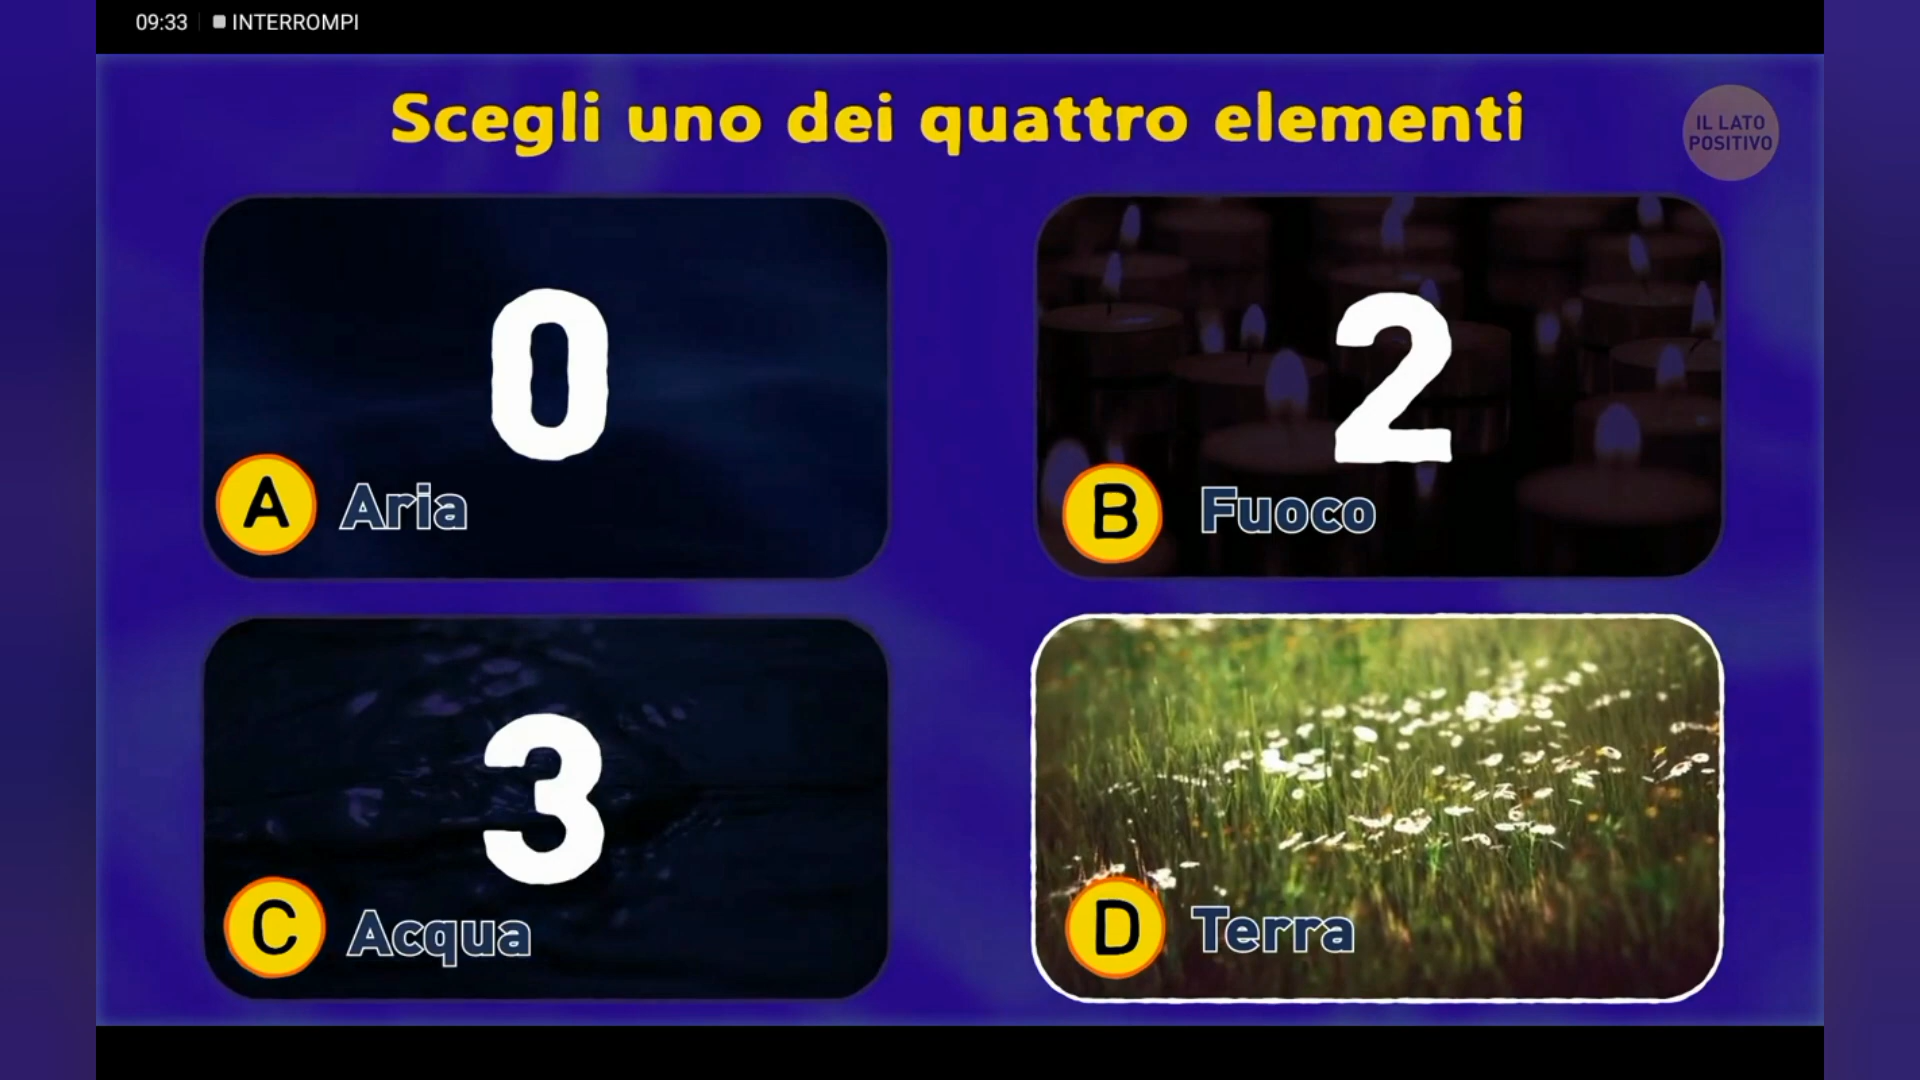 09:33 INTERROMPI
Scegli uno dei quattro elementi
IL LATO
POSITIVO
0
2
A Aria
B Fuoco
3
C Acqua
D Terra